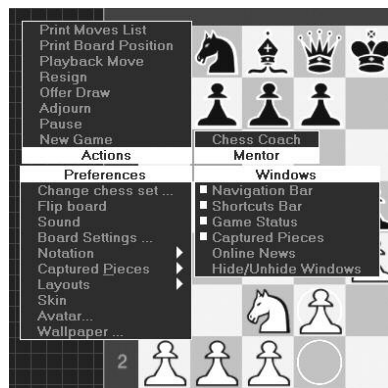 Print Moves List
Print Board Position
Playback Move
Resign
Offer Draw
Adjourn
Pause
New Game
Actions
Chess Coach
Mentor
Preferences
Change chess set ...
Flip board
Sound
Board Settings ...
Notation
Captured Pieces
Layouts
Skin
Avatar...
Wallpaper ...
Windows
Navigation Bar
Shortcuts Bar
Game Status
Captured Pieces
Online News
Hide/Unhide Windows
2